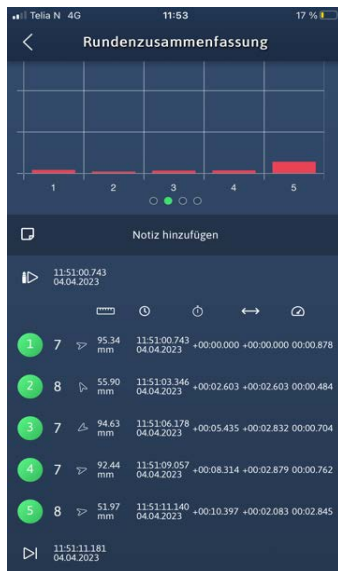 Telia N 4G 11:53 17 %
Rundenzusammenfassung
1 2 3 4 5
Notiz hinzufügen
11:51:00.743
04.04.2023
1 7 95.34 mm 11:51:00.743 04.04.2023 +00:00.000 +00:00.000 00:00.878
2 8 55.90 mm 11:51:03.346 04.04.2023 +00:02.603 +00:02.603 00:00.484
3 7 94.63 mm 11:51:06.178 04.04.2023 +00:05.435 +00:02.832 00:00.704
4 7 92.44 mm 11:51:09.057 04.04.2023 +00:08.314 +00:02.879 00:00.762
5 8 51.97 mm 11:51:11.140 04.04.2023 +00:10.397 +00:02.083 00:02.845
11:51:11.181
04.04.2023